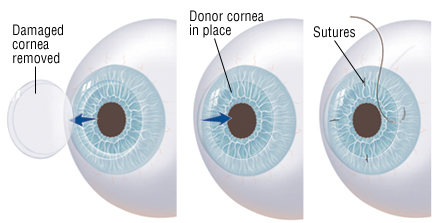 Damaged
cornea
removed
Donor cornea
in place
Sutures